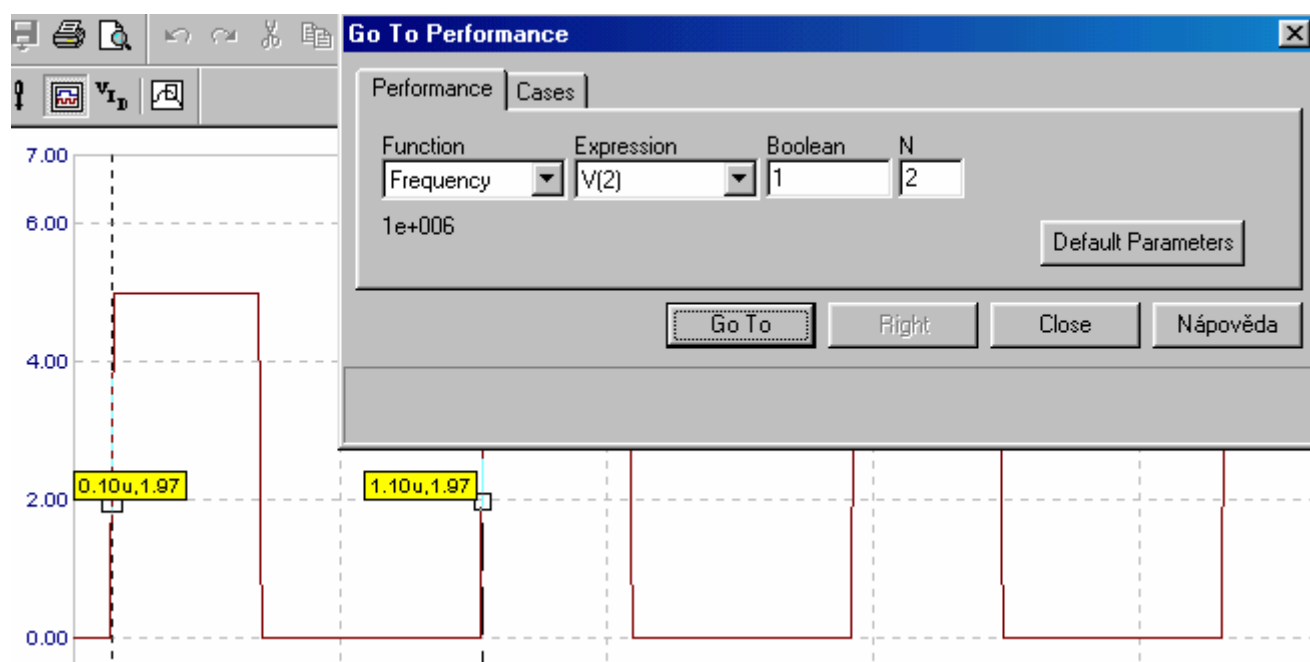 Go To Performance
V I D
Performance Cases
Function Expression Boolean N
Frequency V(2) 1 2
1e+006
Default Parameters
Go To Right Close Nápověda
7.00
6.00
4.00
2.00
0.00
0.10u,1.97
1.10u,1.97